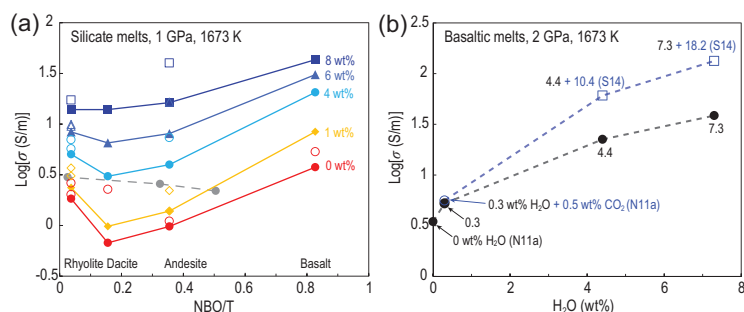 (a)
Silicate melts, 1 GPa, 1673 K
Log[σ (S/m)]
2
1.5
1
0.5
0
-0.5
8 wt%
6 wt%
4 wt%
1 wt%
0 wt%
Rhyolite Dacite Andesite Basalt
0 0.2 0.4 0.6 0.8 1
NBO/T
(b)
Basaltic melts, 2 GPa, 1673 K
Log[σ (S/m)]
2.5
2.0
1.5
1.0
0.5
0
7.3 + 18.2 (S14)
4.4 + 10.4 (S14)
7.3
4.4
0.3 wt% H₂O + 0.5 wt% CO₂ (N11a)
0.3
0 wt% H₂O (N11a)
0 2 4 6 8
H₂O (wt%)